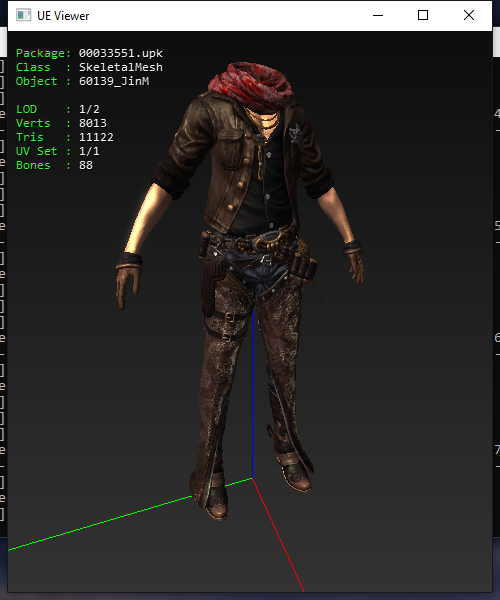 UE Viewer
Package: 00033551.upk
Class : SkeletalMesh
Object : 60139_JinM
LOD : 1/2
Verts : 8013
Tris : 11122
UV Set : 1/1
Bones : 88